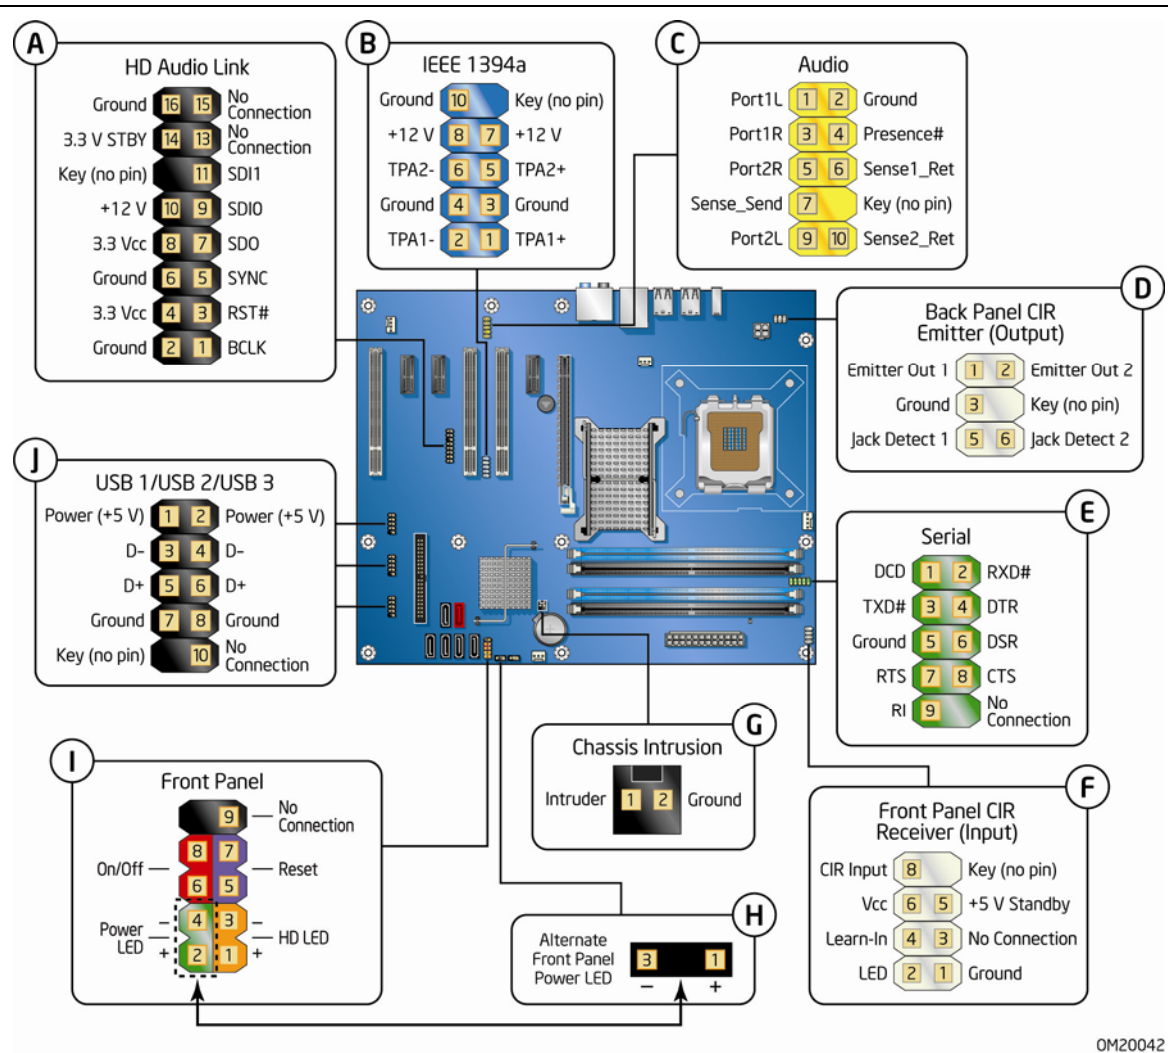 A
HD Audio Link
Ground 16 15 No Connection
3.3 V STBY 14 13 No Connection
Key (no pin) 11 SDI1
+12 V 10 9 SDI0
3.3 Vcc 8 7 SDO
Ground 6 5 SYNC
3.3 Vcc 4 3 RST#
Ground 2 1 BCLK
B
IEEE 1394a
Ground 10 Key (no pin)
+12 V 8 7 +12 V
TPA2- 6 5 TPA2+
Ground 4 3 Ground
TPA1- 2 1 TPA1+
C
Audio
Port1L 1 2 Ground
Port1R 3 4 Presence#
Port2R 5 6 Sense1_Ret
Sense_Send 7 Key (no pin)
Port2L 9 10 Sense2_Ret
D
Back Panel CIR
Emitter (Output)
Emitter Out 1 1 2 Emitter Out 2
Ground 3 Key (no pin)
Jack Detect 1 5 6 Jack Detect 2
J
USB 1/USB 2/USB 3
Power (+5 V) 1 2 Power (+5 V)
D- 3 4 D-
D+ 5 6 D+
Ground 7 8 Ground
Key (no pin) 10 No Connection
E
Serial
DCD 1 2 RXD#
TXD# 3 4 DTR
Ground 5 6 DSR
RTS 7 8 CTS
RI 9 No Connection
I
Front Panel
9 No Connection
8 7
On/Off Reset
6 5
- 4 3 -
Power LED HD LED
+ 2 1 +
G
Chassis Intrusion
Intruder 1 2 Ground
H
Alternate
Front Panel
Power LED
3 1
- +
F
Front Panel CIR
Receiver (Input)
CIR Input 8 Key (no pin)
Vcc 6 5 +5 V Standby
Learn-In 4 3 No Connection
LED 2 1 Ground
OM20042